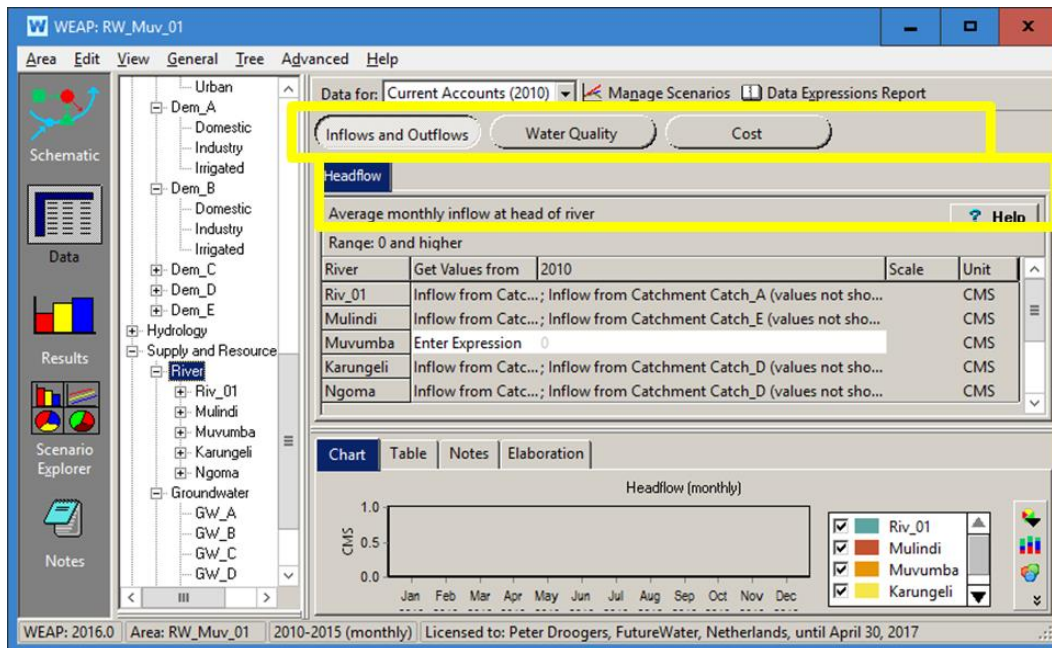 WEAP: RW_Muv_01
Area Edit View General Tree Advanced Help
Schematic
Data
Results
Scenario
Explorer
Notes
Urban
Dem_A
Domestic
Industry
Irrigated
Dem_B
Domestic
Industry
Irrigated
Dem_C
Dem_D
Dem_E
Hydrology
Supply and Resource
River
Riv_01
Mulindi
Muvumba
Karungeli
Ngoma
Groundwater
GW_A
GW_B
GW_C
GW_D
Data for: Current Accounts (2010) Manage Scenarios Data Expressions Report
Inflows and Outflows Water Quality Cost
Headflow
Average monthly inflow at head of river ? Help
Range: 0 and higher
River Get Values from 2010 Scale Unit
Riv_01 Inflow from Catc...; Inflow from Catchment Catch_A (values not sho... CMS
Mulindi Inflow from Catc...; Inflow from Catchment Catch_E (values not sho... CMS
Muvumba Enter Expression 0 CMS
Karungeli Inflow from Catc...; Inflow from Catchment Catch_D (values not sho... CMS
Ngoma Inflow from Catc...; Inflow from Catchment Catch_D (values not sho... CMS
Chart Table Notes Elaboration
Headflow (monthly)
CMS
1.0
0.5
0.0
Jan Feb Mar Apr May Jun Jul Aug Sep Oct Nov Dec
Riv_01
Mulindi
Muvumba
Karungeli
WEAP: 2016.0 Area: RW_Muv_01 2010-2015 (monthly) Licensed to: Peter Droogers, FutureWater, Netherlands, until April 30, 2017